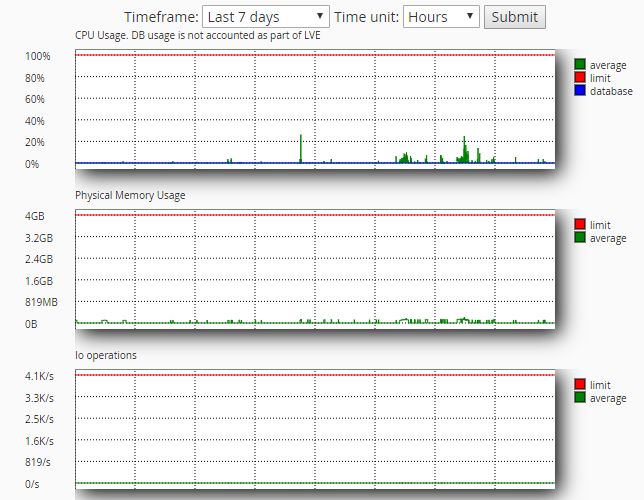 Timeframe: Last 7 days Time unit: Hours Submit
CPU Usage. DB usage is not accounted as part of LVE
100%
80%
60%
40%
20%
0%
average
limit
database
Physical Memory Usage
4GB
3.2GB
2.4GB
1.6GB
819MB
0B
limit
average
Io operations
4.1K/s
3.3K/s
2.5K/s
1.6K/s
819/s
0/s
limit
average